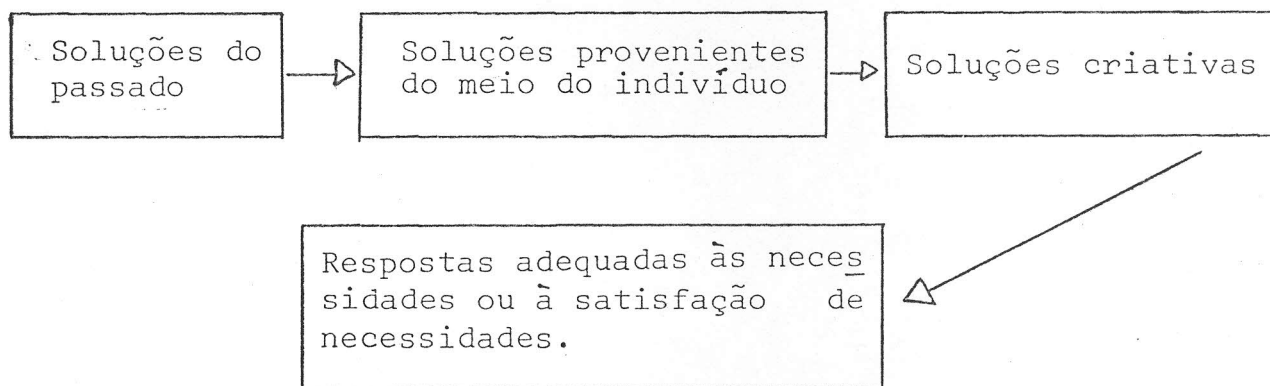 Soluções do
passado
Soluções provenientes
do meio do indivíduo
Soluções criativas
Respostas adequadas às neces
sidades ou à satisfação de
necessidades.